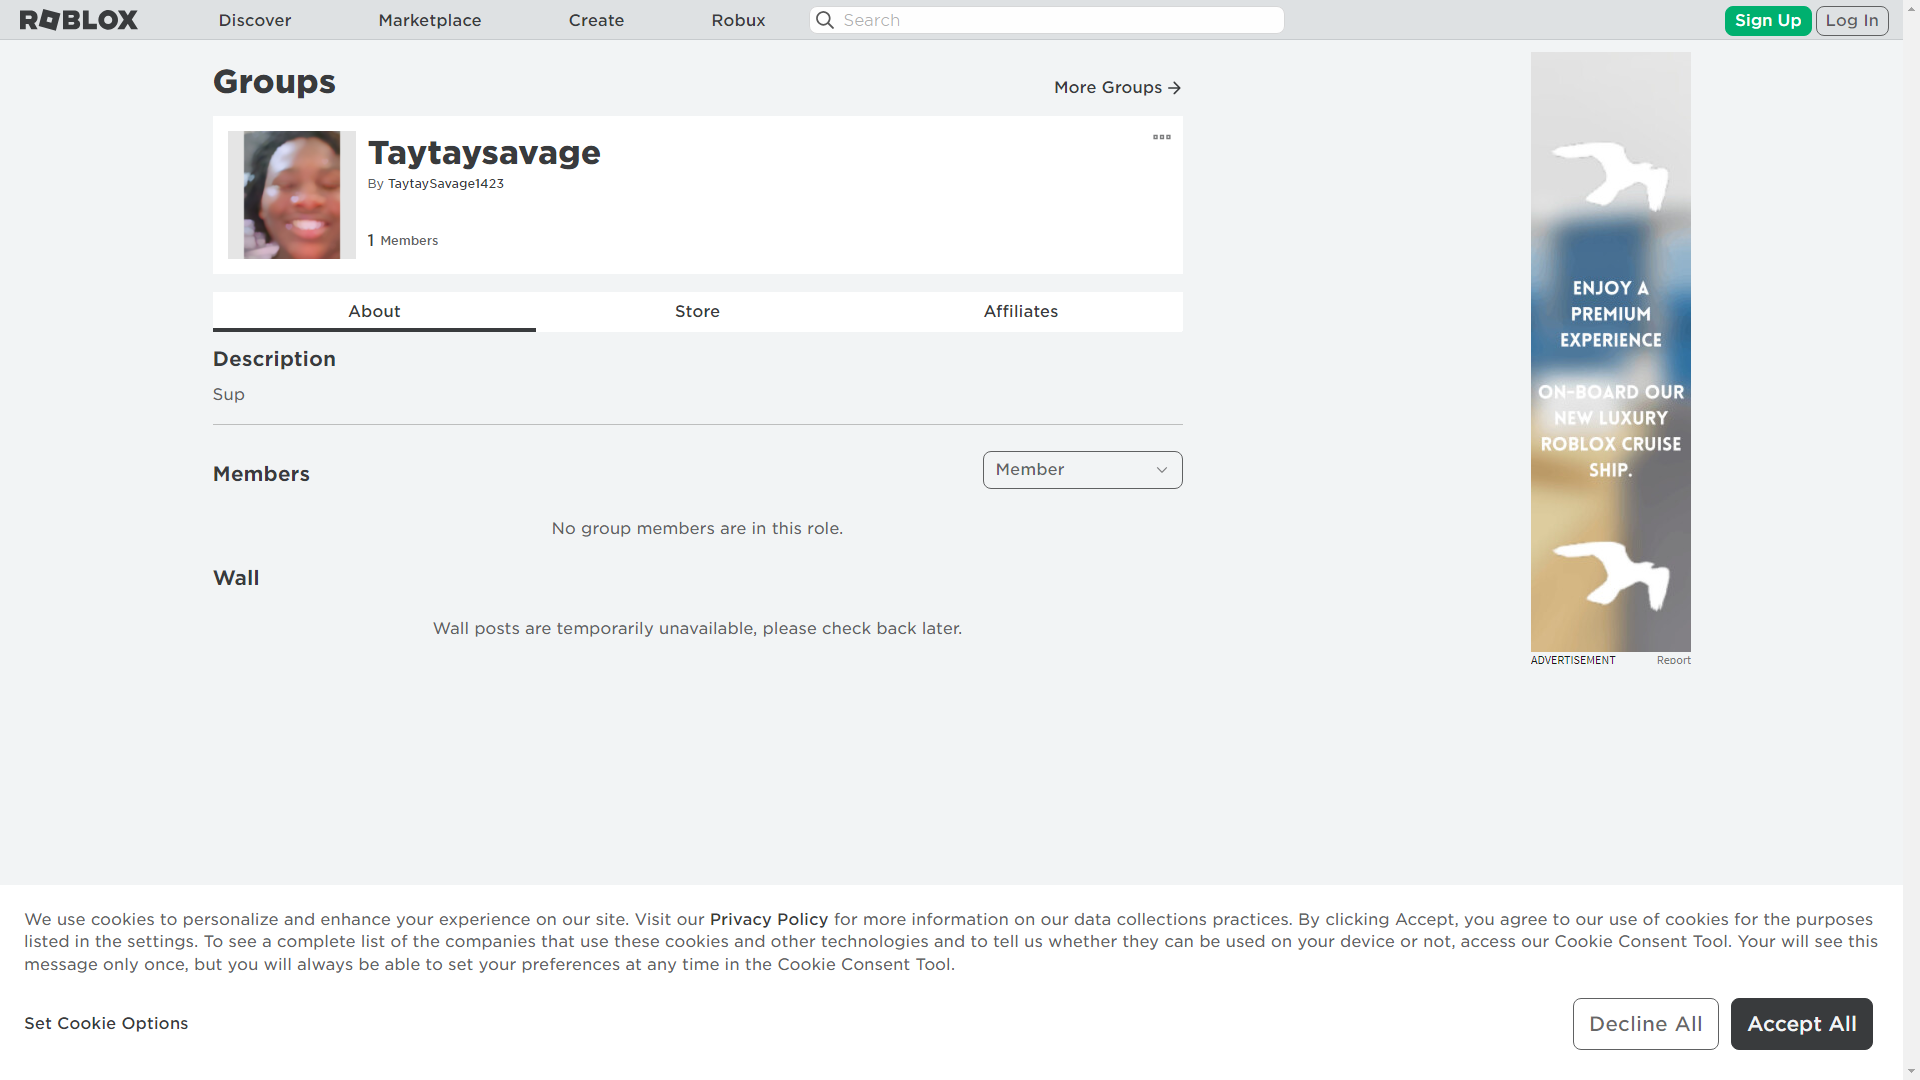 ROBLOX
Discover
Marketplace
Create
Robux
Search
Sign Up
Log In
Groups
More Groups
Taytaysavage
By TaytaySavage1423
1 Members
About
Store
Affiliates
Description
Sup
Members
Member
No group members are in this role.
Wall
Wall posts are temporarily unavailable, please check back later.
ENJOY A
PREMIUM
EXPERIENCE
ON-BOARD OUR
NEW LUXURY
ROBLOX CRUISE
SHIP.
ADVERTISEMENT
Report
We use cookies to personalize and enhance your experience on our site. Visit our Privacy Policy for more information on our data collections practices. By clicking Accept, you agree to our use of cookies for the purposes
listed in the settings. To see a complete list of the companies that use these cookies and other technologies and to tell us whether they can be used on your device or not, access our Cookie Consent Tool. Your will see this
message only once, but you will always be able to set your preferences at any time in the Cookie Consent Tool.
Set Cookie Options
Decline All
Accept All